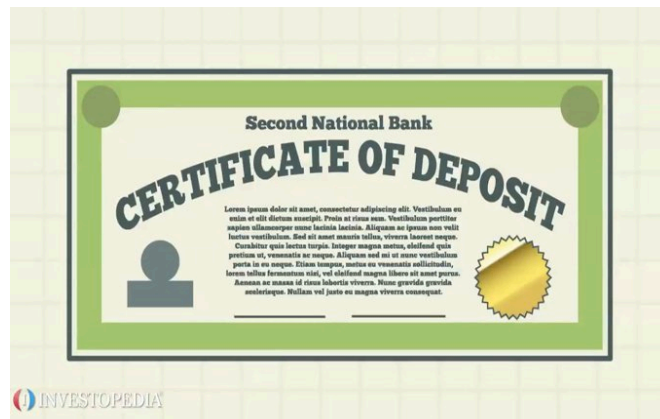 Second National Bank
CERTIFICATE OF DEPOSIT
Lorem ipsum dolor sit amet, consectetur adipiscing elit. Vestibulum eu
enim et elit dictum suscipit. Proin at risus sem. Vestibulum porttitor
sapien ullamcorper nunc lacinia lacinia. Aliquam ac ipsum non velit
luctus vestibulum. Sed sit amet mauris tellus, viverra laoreet neque.
Curabitur quis lectus turpis. Integer magna metus, eleifend quis
pretium ut, venenatis ac neque. Aliquam sed mi ut nunc vestibulum
porta in eu neque. Etiam tempus, metus eu venenatis sollicitudin,
lorem tellus fermentum nisi, vel eleifend magna libero sit amet purus.
Aenean ac massa id risus lobortis viverra. Nunc gravida gravida
scelerisque. Nullam vel justo eu magna viverra consequat.
INVESTOPEDIA